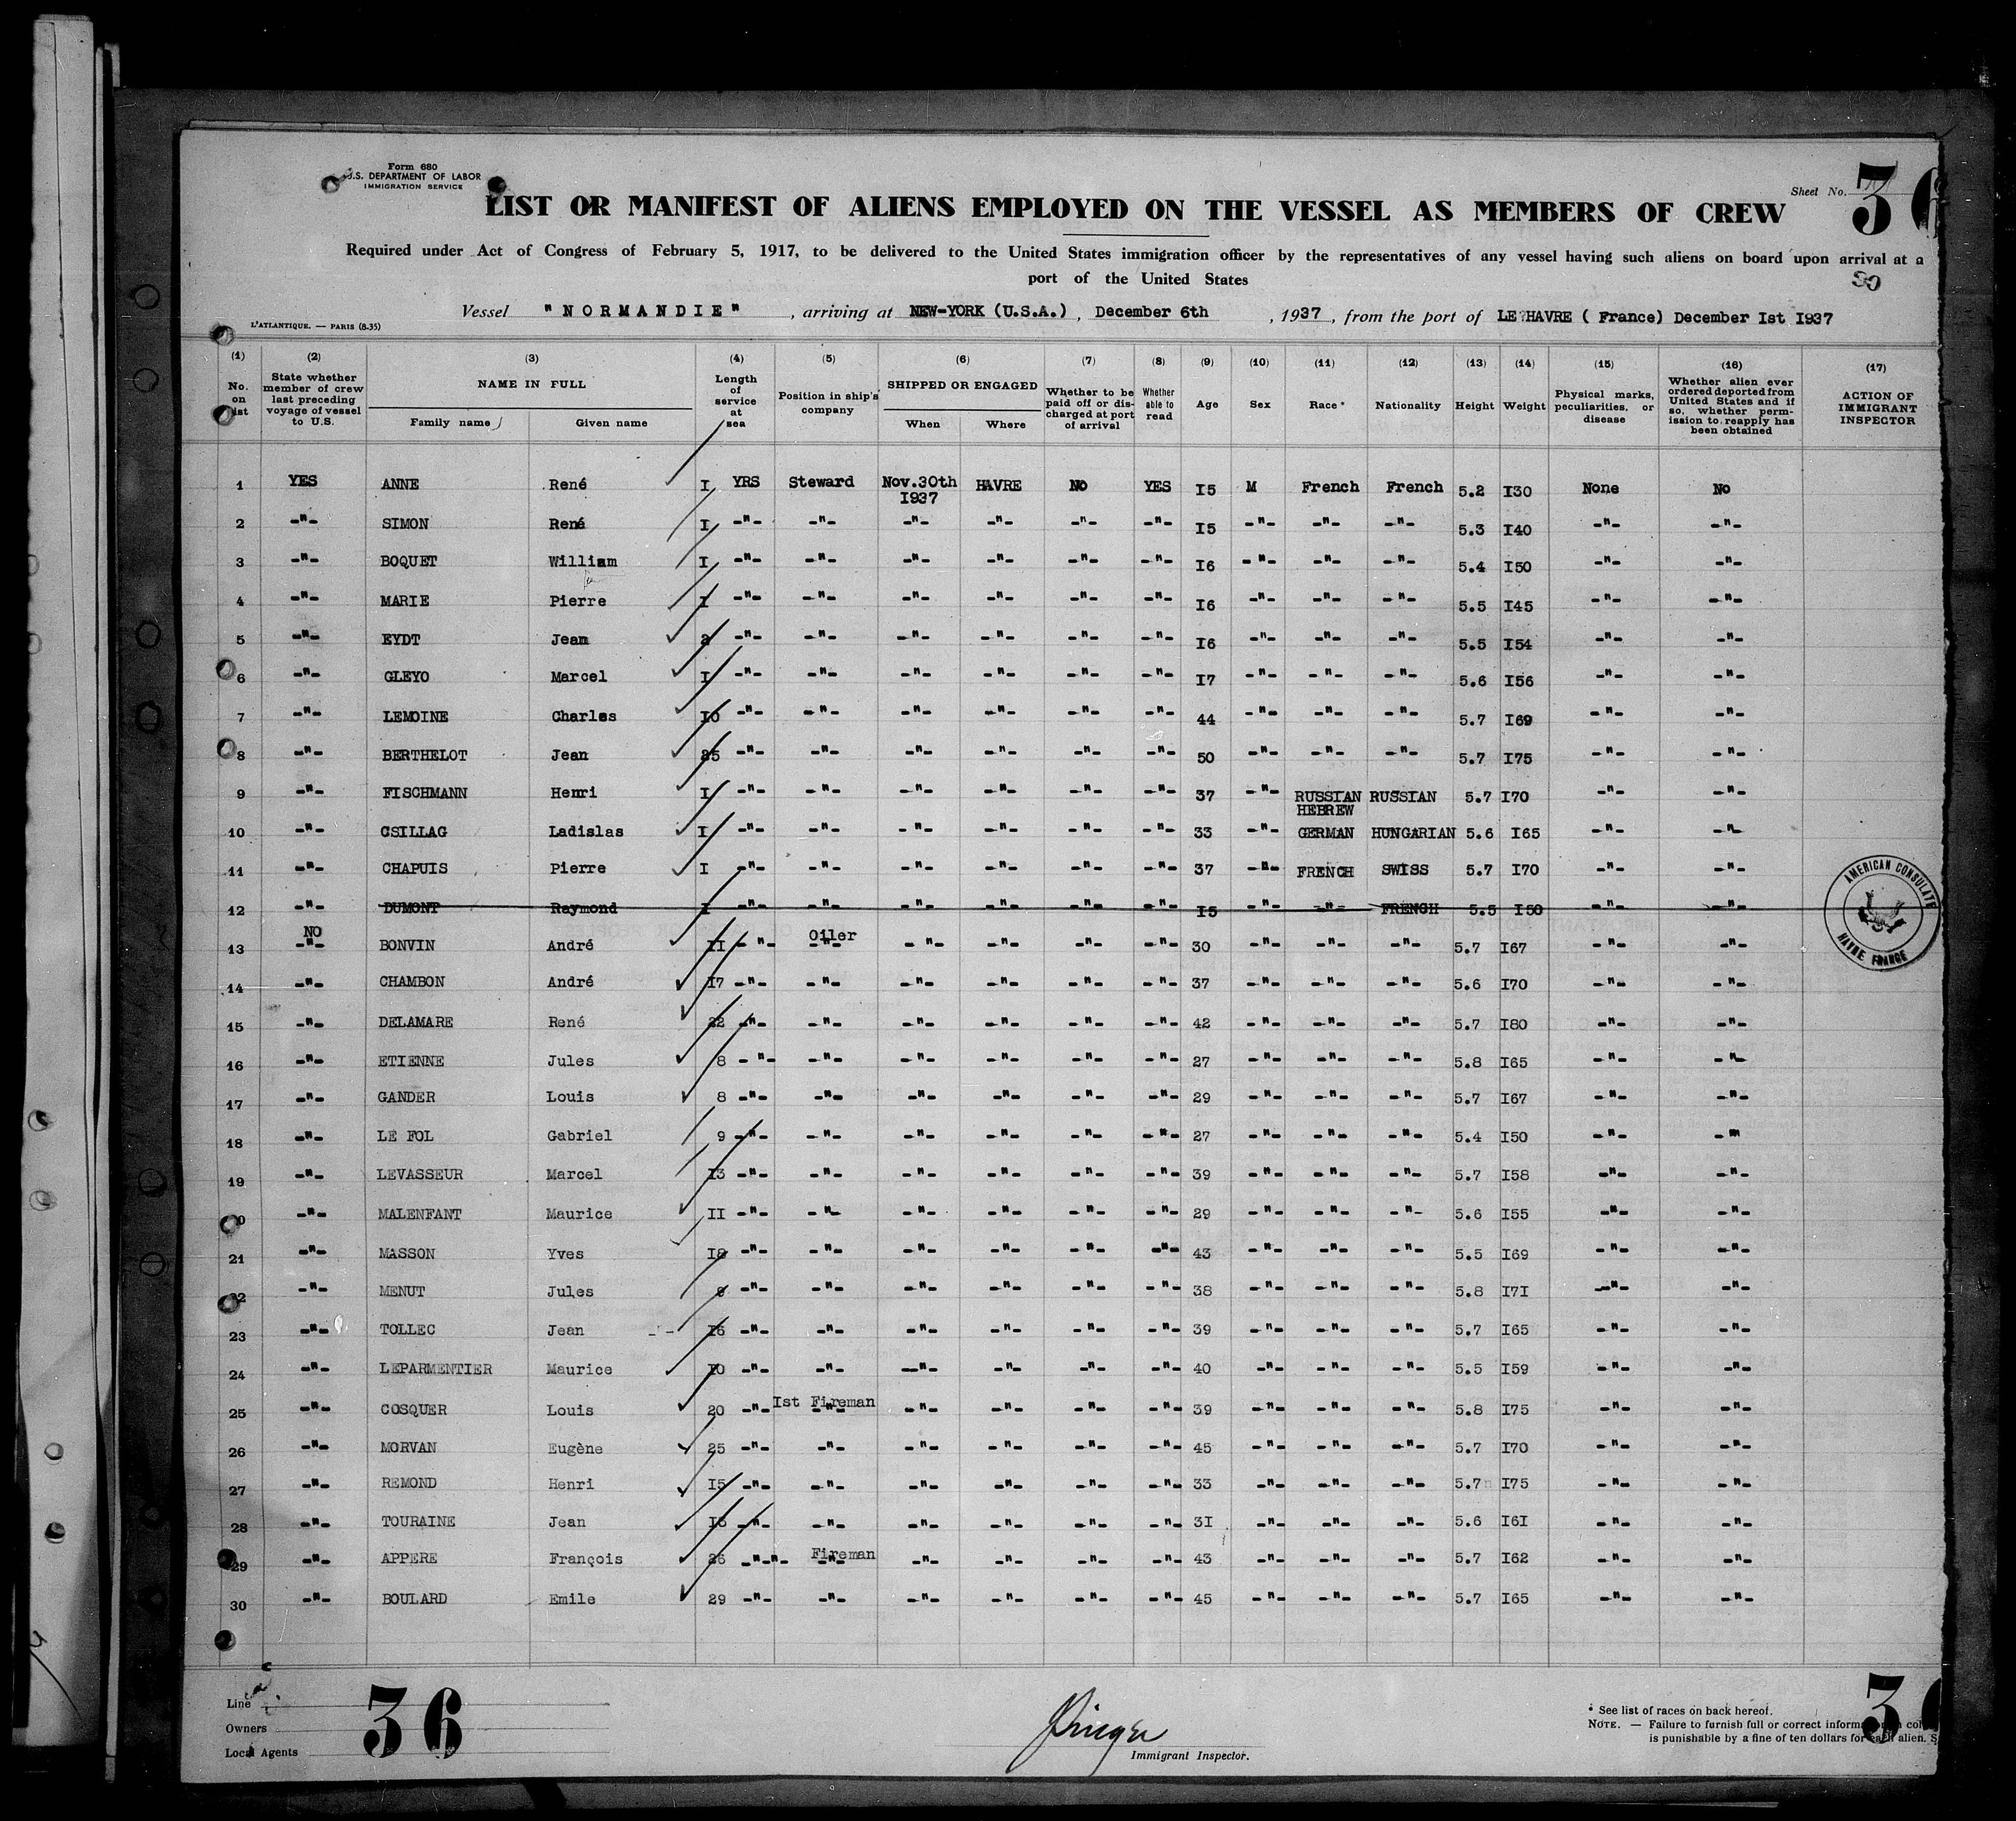 Form 680
U.S. DEPARTMENT OF LABOR
IMMIGRATION SERVICE
Sheet No. 36
LIST OR MANIFEST OF ALIENS EMPLOYED ON THE VESSEL AS MEMBERS OF CREW
Required under Act of Congress of February 5, 1917, to be delivered to the United States immigration officer by the representatives of any vessel having such aliens on board upon arrival at a
port of the United States
90
Vessel "NORMANDIE", arriving at NEW-YORK (U.S.A.), December 6th, 1937, from the port of LE HAVRE ( France) December Ist I937
L'ATLANTIQUE. — PARIS (8-35)
(1) (2) (3) (4) (5) (6) (7) (8) (9) (10) (11) (12) (13) (14) (15) (16) (17)
No. on list State whether member of crew last preceding voyage of vessel to U.S. NAME IN FULL Family name Given name Length of service at sea Position in ship's company SHIPPED OR ENGAGED When Where Whether to be paid off or discharged at port of arrival Whether able to read Age Sex Race * Nationality Height Weight Physical marks, peculiarities, or disease Whether alien ever ordered deported from United States and if so, whether permission to reapply has been obtained ACTION OF IMMIGRANT INSPECTOR
1 YES ANNE René I YRS Steward Nov.30th I937 HAVRE NO YES I5 M French French 5.2 I30 None No
2 -"- SIMON René I -"- -"- -"- -"- -"- -"- I5 -"- -"- -"- 5.3 I40 -"- -"-
3 -"- BOQUET William I -"- -"- -"- -"- -"- -"- I6 -"- -"- -"- 5.4 I50 -"- -"-
4 -"- MARIE Pierre I -"- -"- -"- -"- -"- -"- I6 -"- -"- -"- 5.5 I45 -"- -"-
5 -"- EYDT Jean 2 -"- -"- -"- -"- -"- -"- I6 -"- -"- -"- 5.5 I54 -"- -"-
6 -"- GLEYO Marcel I -"- -"- -"- -"- -"- -"- I7 -"- -"- -"- 5.6 I56 -"- -"-
7 -"- LEMOINE Charles I0 -"- -"- -"- -"- -"- -"- 44 -"- -"- -"- 5.7 I69 -"- -"-
8 -"- BERTHELOT Jean 25 -"- -"- -"- -"- -"- -"- 50 -"- -"- -"- 5.7 I75 -"- -"-
9 -"- FISCHMANN Henri I -"- -"- -"- -"- -"- -"- 37 -"- RUSSIAN HEBREW RUSSIAN 5.7 I70 -"- -"-
10 -"- CSILLAG Ladislas I -"- -"- -"- -"- -"- -"- 33 -"- GERMAN HUNGARIAN 5.6 I65 -"- -"-
11 -"- CHAPUIS Pierre I -"- -"- -"- -"- -"- -"- 37 -"- FRENCH SWISS 5.7 I70 -"- -"-
12 -"- DUMONT Raymond I -"- -"- -"- -"- -"- -"- I5 -"- -"- FRENCH 5.5 I50 -"- -"-
13 NO -"- BONVIN André II -"- Oiler -"- -"- -"- -"- -"- 30 -"- -"- -"- 5.7 I67 -"- -"-
14 -"- CHAMBON André I7 -"- -"- -"- -"- -"- -"- 37 -"- -"- -"- 5.6 I70 -"- -"-
15 -"- DELAMARE René 22 -"- -"- -"- -"- -"- -"- 42 -"- -"- -"- 5.7 I80 -"- -"-
16 -"- ETIENNE Jules 8 -"- -"- -"- -"- -"- -"- 27 -"- -"- -"- 5.8 I65 -"- -"-
17 -"- GANDER Louis 8 -"- -"- -"- -"- -"- -"- 29 -"- -"- -"- 5.7 I67 -"- -"-
18 -"- LE FOL Gabriel 9 -"- -"- -"- -"- -"- -"- 27 -"- -"- -"- 5.4 I50 -"- -"-
19 -"- LEVASSEUR Marcel I3 -"- -"- -"- -"- -"- -"- 39 -"- -"- -"- 5.7 I58 -"- -"-
20 -"- MALENFANT Maurice II -"- -"- -"- -"- -"- -"- 29 -"- -"- -"- 5.6 I55 -"- -"-
21 -"- MASSON Yves I8 -"- -"- -"- -"- -"- -"- 43 -"- -"- -"- 5.5 I69 -"- -"-
22 -"- MENUT Jules 9 -"- -"- -"- -"- -"- -"- 38 -"- -"- -"- 5.8 I7I -"- -"-
23 -"- TOLLEC Jean I6 -"- -"- -"- -"- -"- -"- 39 -"- -"- -"- 5.7 I65 -"- -"-
24 -"- LEPARMENTIER Maurice I0 -"- -"- -"- -"- -"- -"- 40 -"- -"- -"- 5.5 I59 -"- -"-
25 -"- COSQUER Louis 20 -"- Ist Fireman -"- -"- -"- -"- -"- 39 -"- -"- -"- 5.8 I75 -"- -"-
26 -"- MORVAN Eugène 25 -"- -"- -"- -"- -"- -"- 45 -"- -"- -"- 5.7 I70 -"- -"-
27 -"- REMOND Henri I5 -"- -"- -"- -"- -"- -"- 33 -"- -"- -"- 5.7 I75 -"- -"-
28 -"- TOURAINE Jean I6 -"- -"- -"- -"- -"- -"- 3I -"- -"- -"- 5.6 I6I -"- -"-
29 -"- APPERE François 26 -"-"- Fireman -"- -"- -"- -"- -"- 43 -"- -"- -"- 5.7 I62 -"- -"-
30 -"- BOULARD Emile 29 -"- -"- -"- -"- -"- -"- 45 -"- -"- -"- 5.7 I65 -"- -"-
AMERICAN CONSULATE
HAVRE FRANCE
Line
Owners
Local Agents
36
Immigrant Inspector.
* See list of races on back hereof.
NOTE. — Failure to furnish full or correct
is punishable by a fine of ten dollars for each alien.